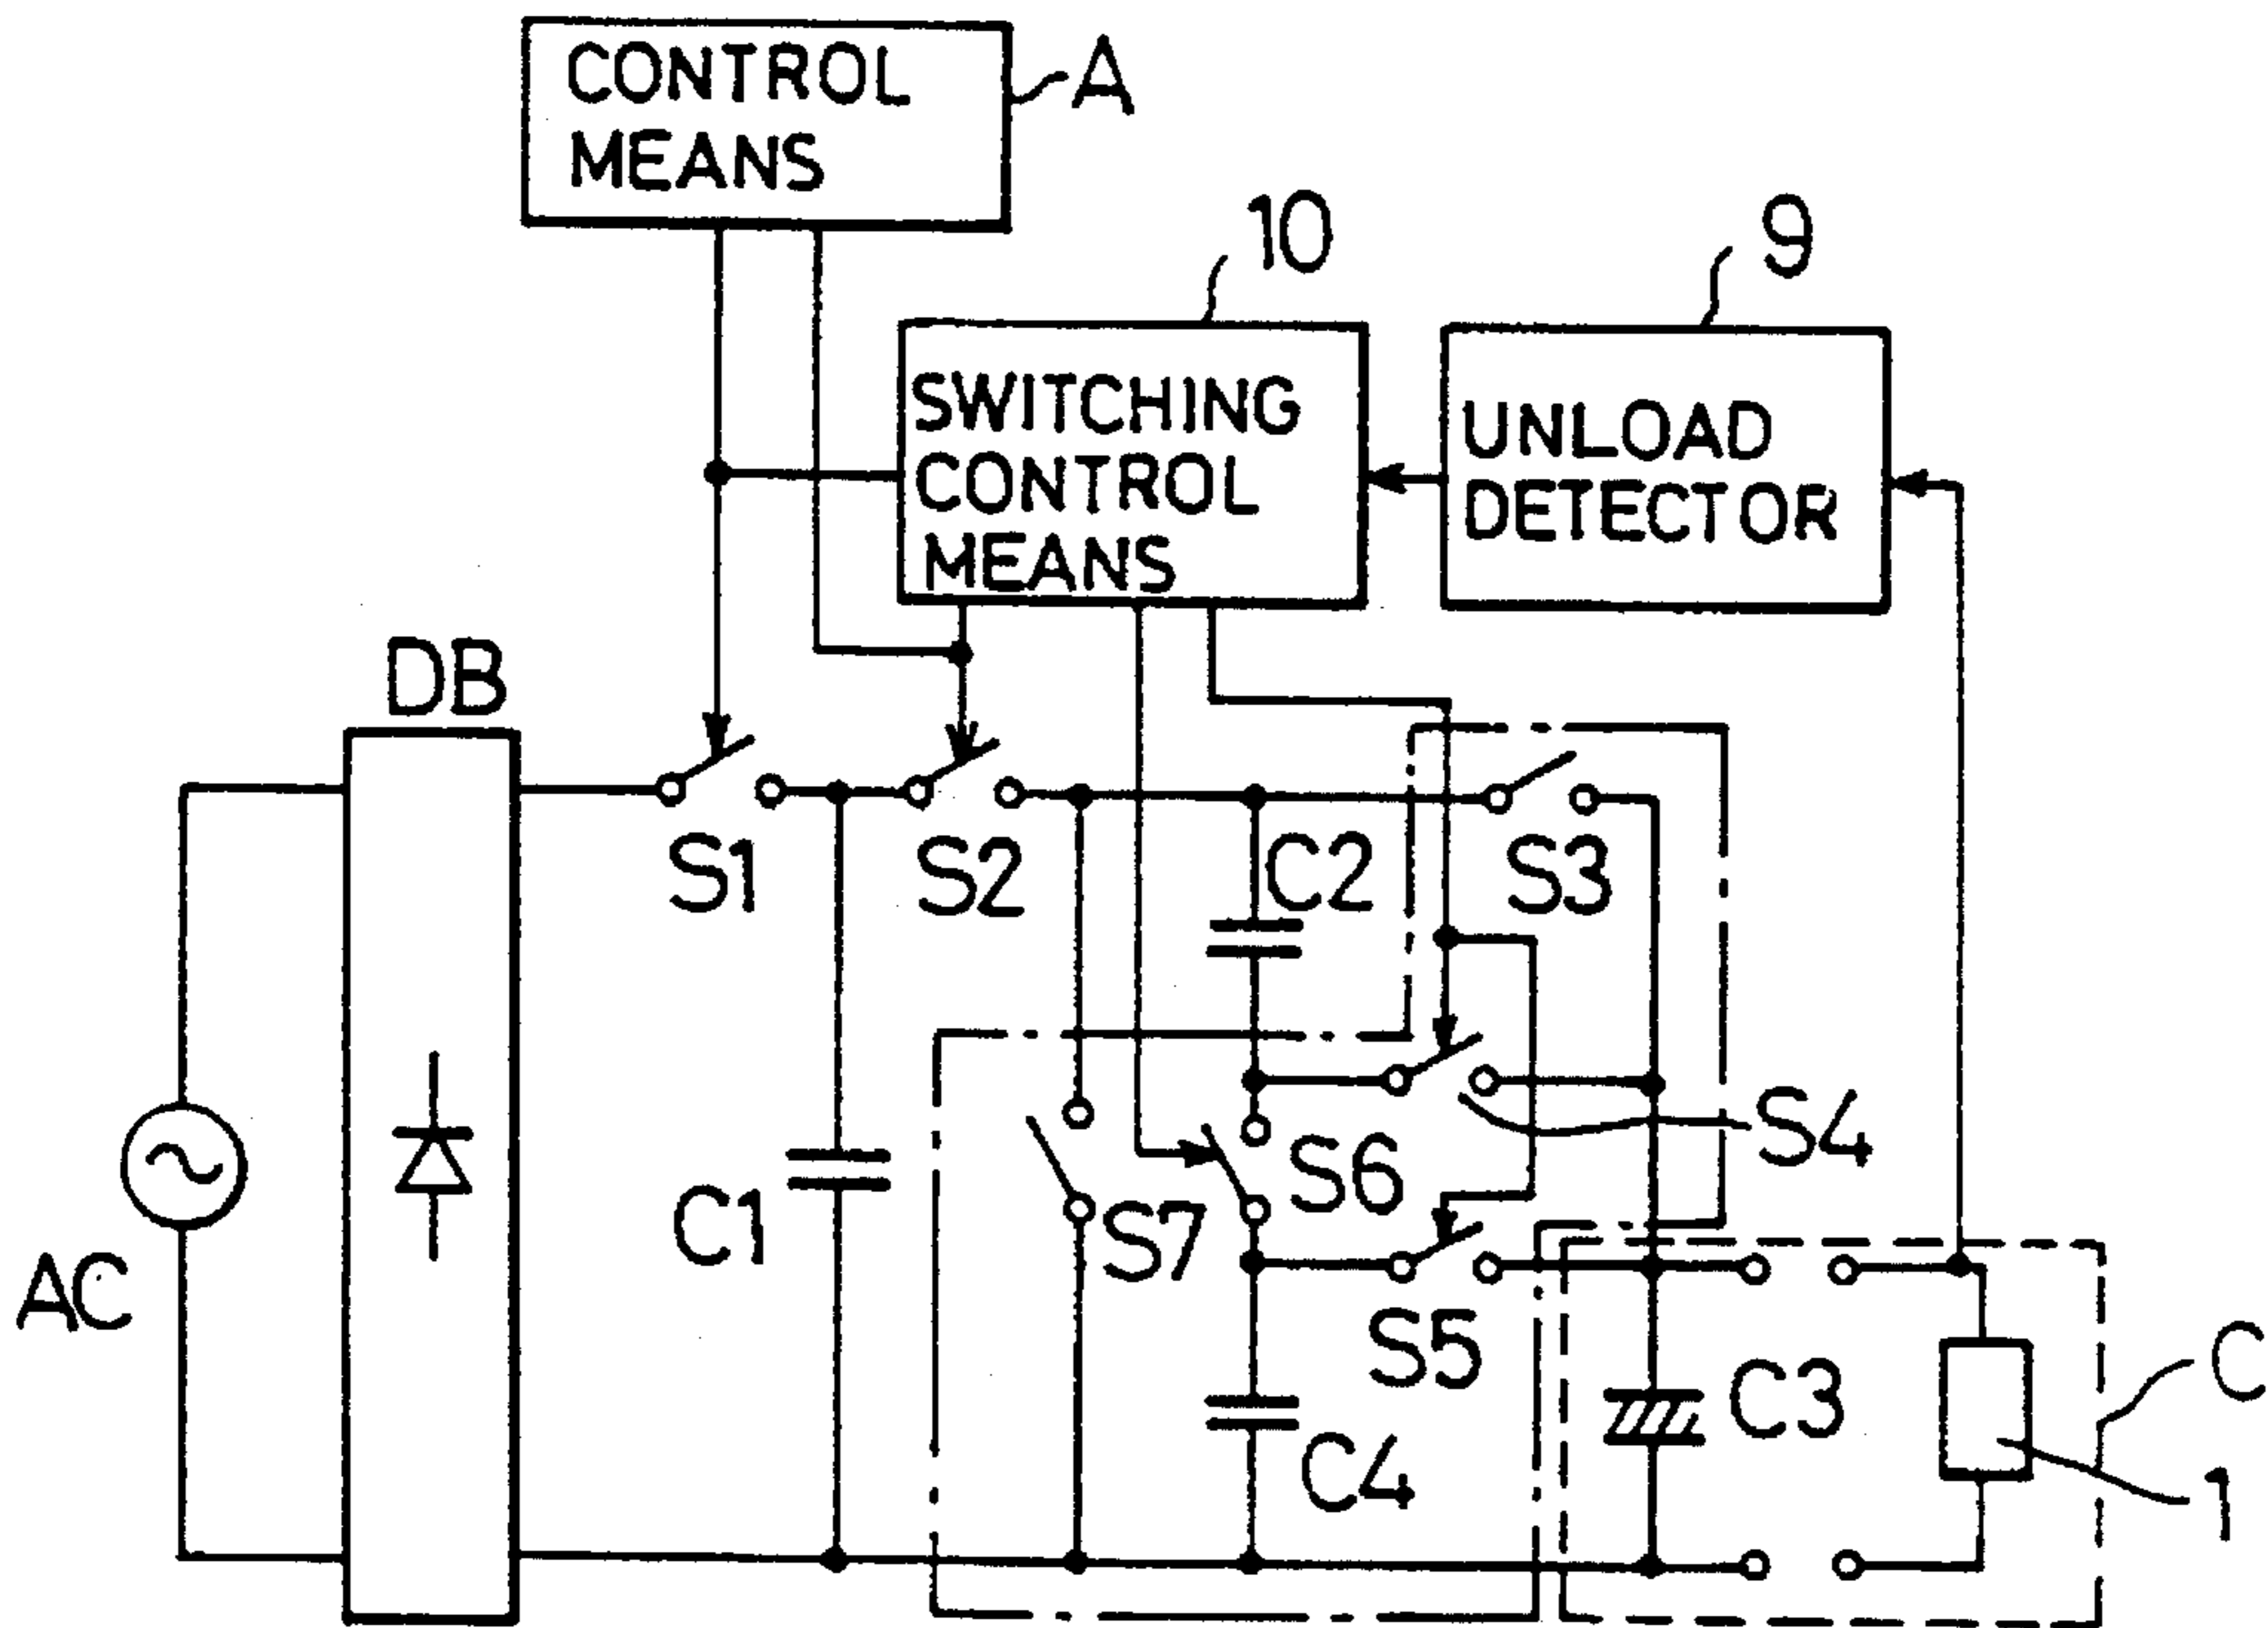 CONTROL
MEANS
A
10
9
SWITCHING
CONTROL
MEANS
UNLOAD
DETECTOR
DB
S1
S2
C2
S3
S4
S6
C1
S7
AC
S5
C3
C
C4
1